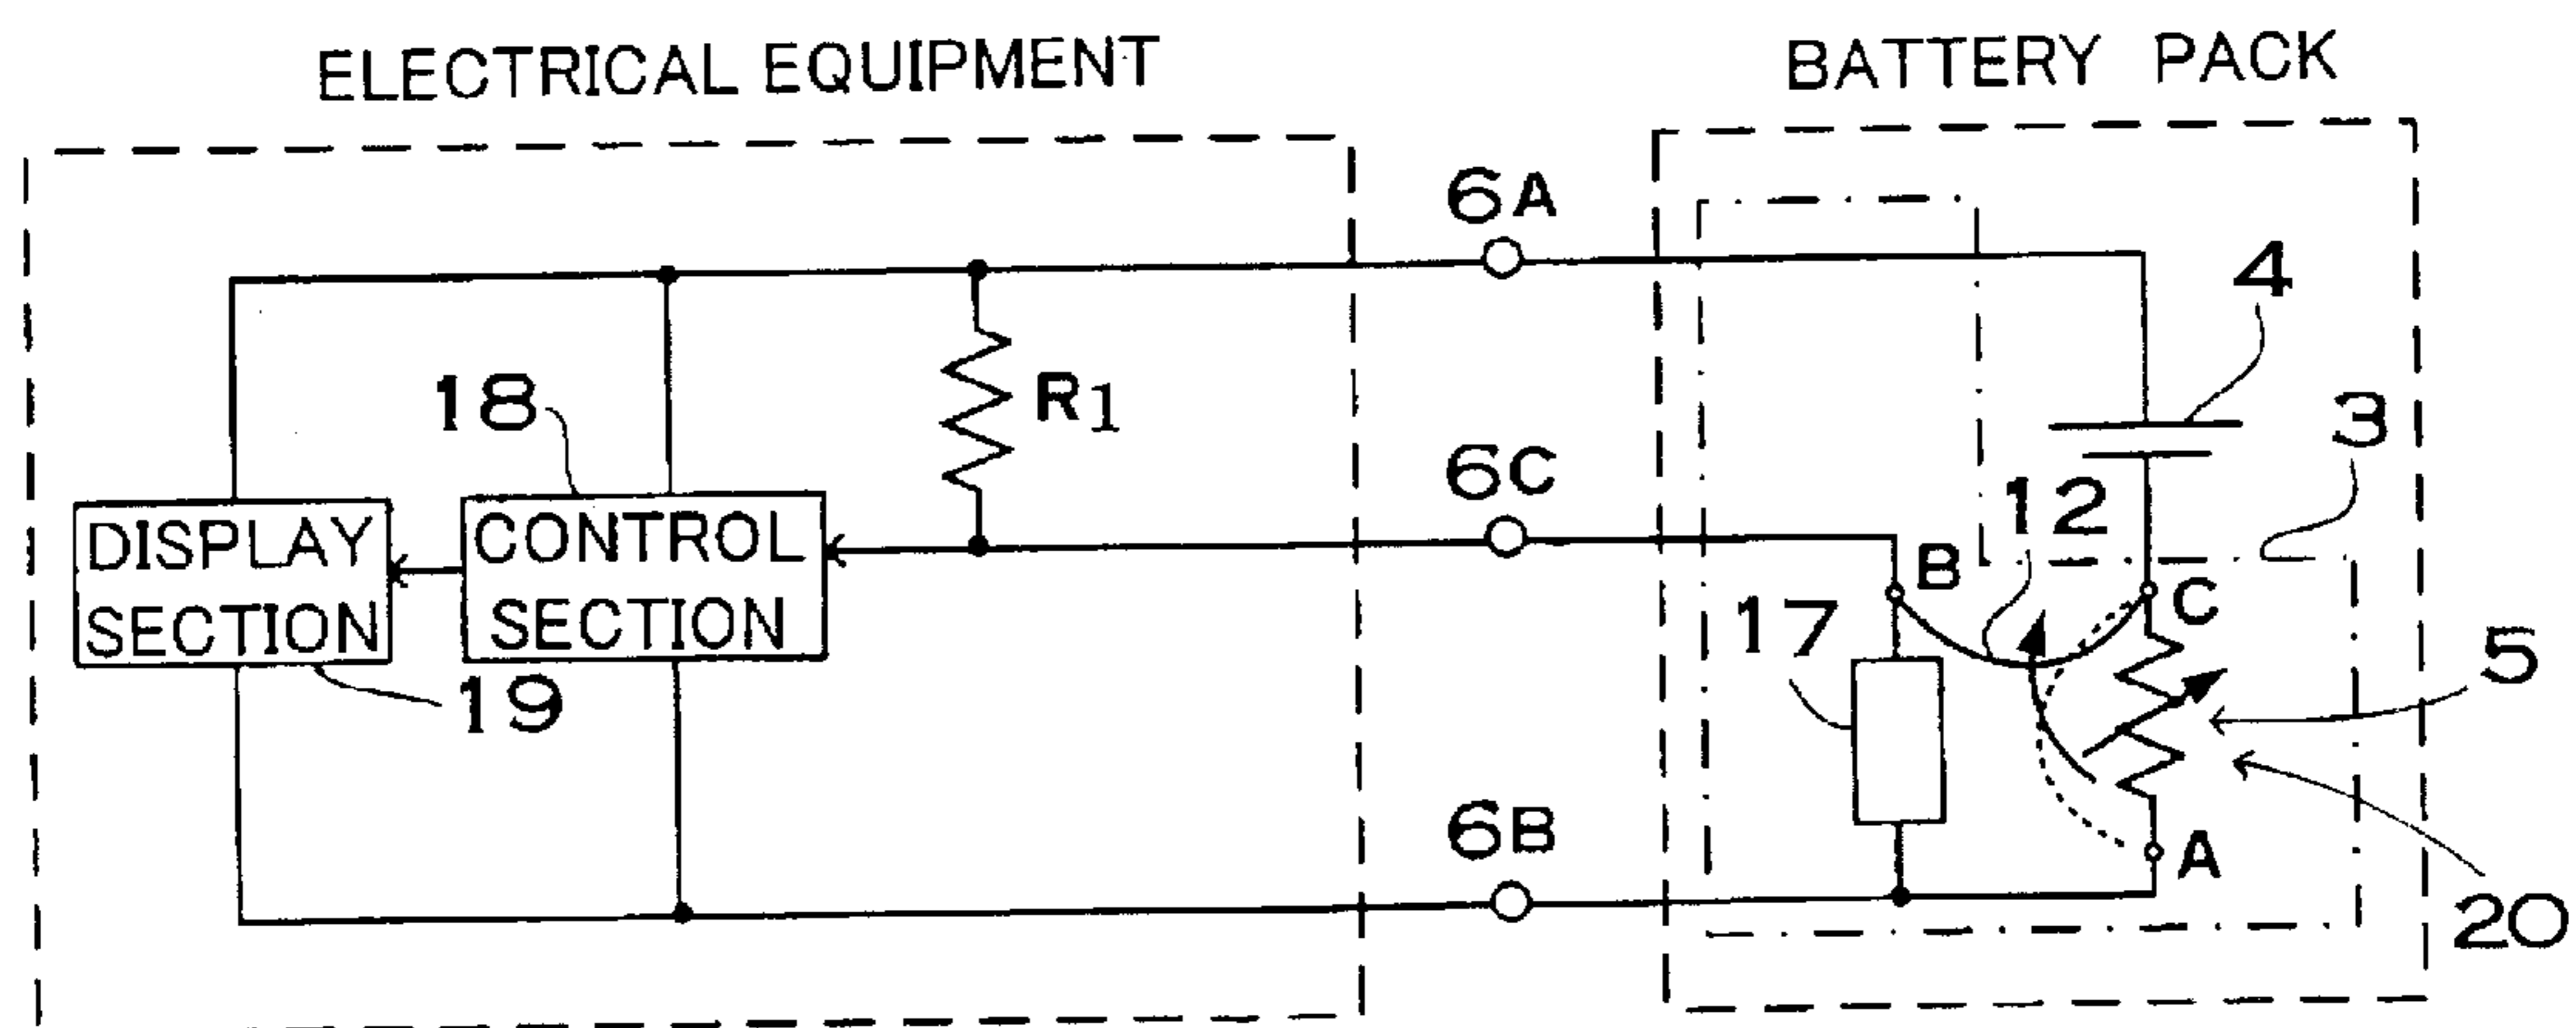 ELECTRICAL EQUIPMENT
BATTERY PACK
6A
4
3
18
R1
6C
12
DISPLAY
SECTION
CONTROL
SECTION
B
C
17
5
19
6B
A
20